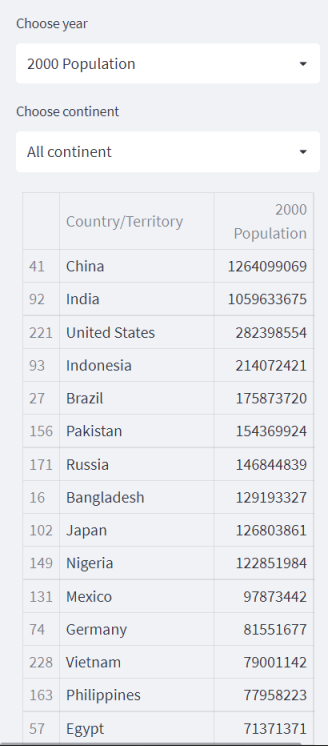 Choose year
2000 Population
Choose continent
All continent
Country/Territory 2000
Population
41 China 1264099069
92 India 1059633675
221 United States 282398554
93 Indonesia 214072421
27 Brazil 175873720
156 Pakistan 154369924
171 Russia 146844839
16 Bangladesh 129193327
102 Japan 126803861
149 Nigeria 122851984
131 Mexico 97873442
74 Germany 81551677
228 Vietnam 79001142
163 Philippines 77958223
57 Egypt 71371371